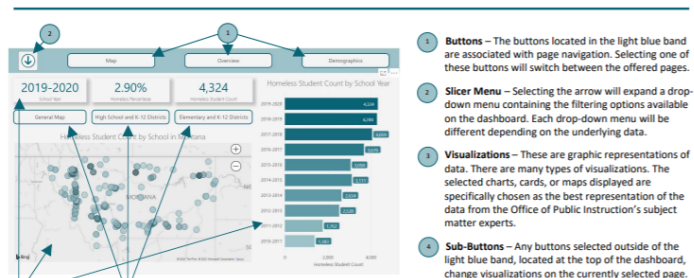 2
1
Map
Overview
Demographics
2019-2020
School Year
2.90%
Homeless Percentage
4,324
Homeless Student Count
General Map
High School and K-12 Districts
Elementary and K-12 Districts
Homeless Student Count by School in Montana
MONTANA
Bing
Homeless Student Count by School Year
2019-2020
4,324
2018-2019
2017-2018
2016-2017
2015-2016
2014-2015
2013-2014
2012-2013
2011-2012
2010-2011
0
2,000
4,000
Homeless Student Count
1
Buttons – The buttons located in the light blue band
are associated with page navigation. Selecting one of
these buttons will switch between the offered pages.
2
Slicer Menu – Selecting the arrow will expand a drop-
down menu containing the filtering options available
on the dashboard. Each drop-down menu will be
different depending on the underlying data.
3
Visualizations – These are graphic representations of
data. There are many types of visualizations. The
selected charts, cards, or maps displayed are
specifically chosen as the best representation of the
data from the Office of Public Instruction's subject
matter experts.
4
Sub-Buttons – Any buttons selected outside of the
light blue band, located at the top of the dashboard,
change visualizations on the currently selected page.